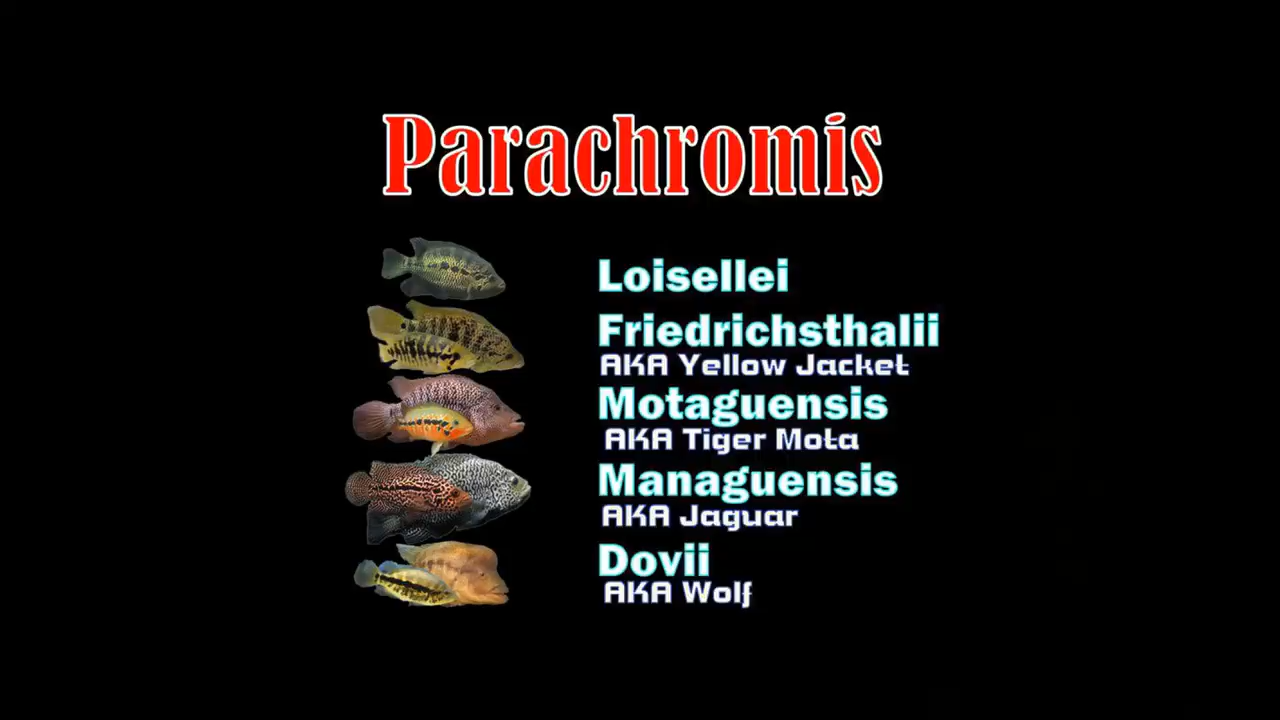 Parachromis
Loisellei
Friedrichsthalii
AKA Yellow Jacket
Motaguensis
AKA Tiger Mota
Managuensis
AKA Jaguar
Dovii
AKA Wolf